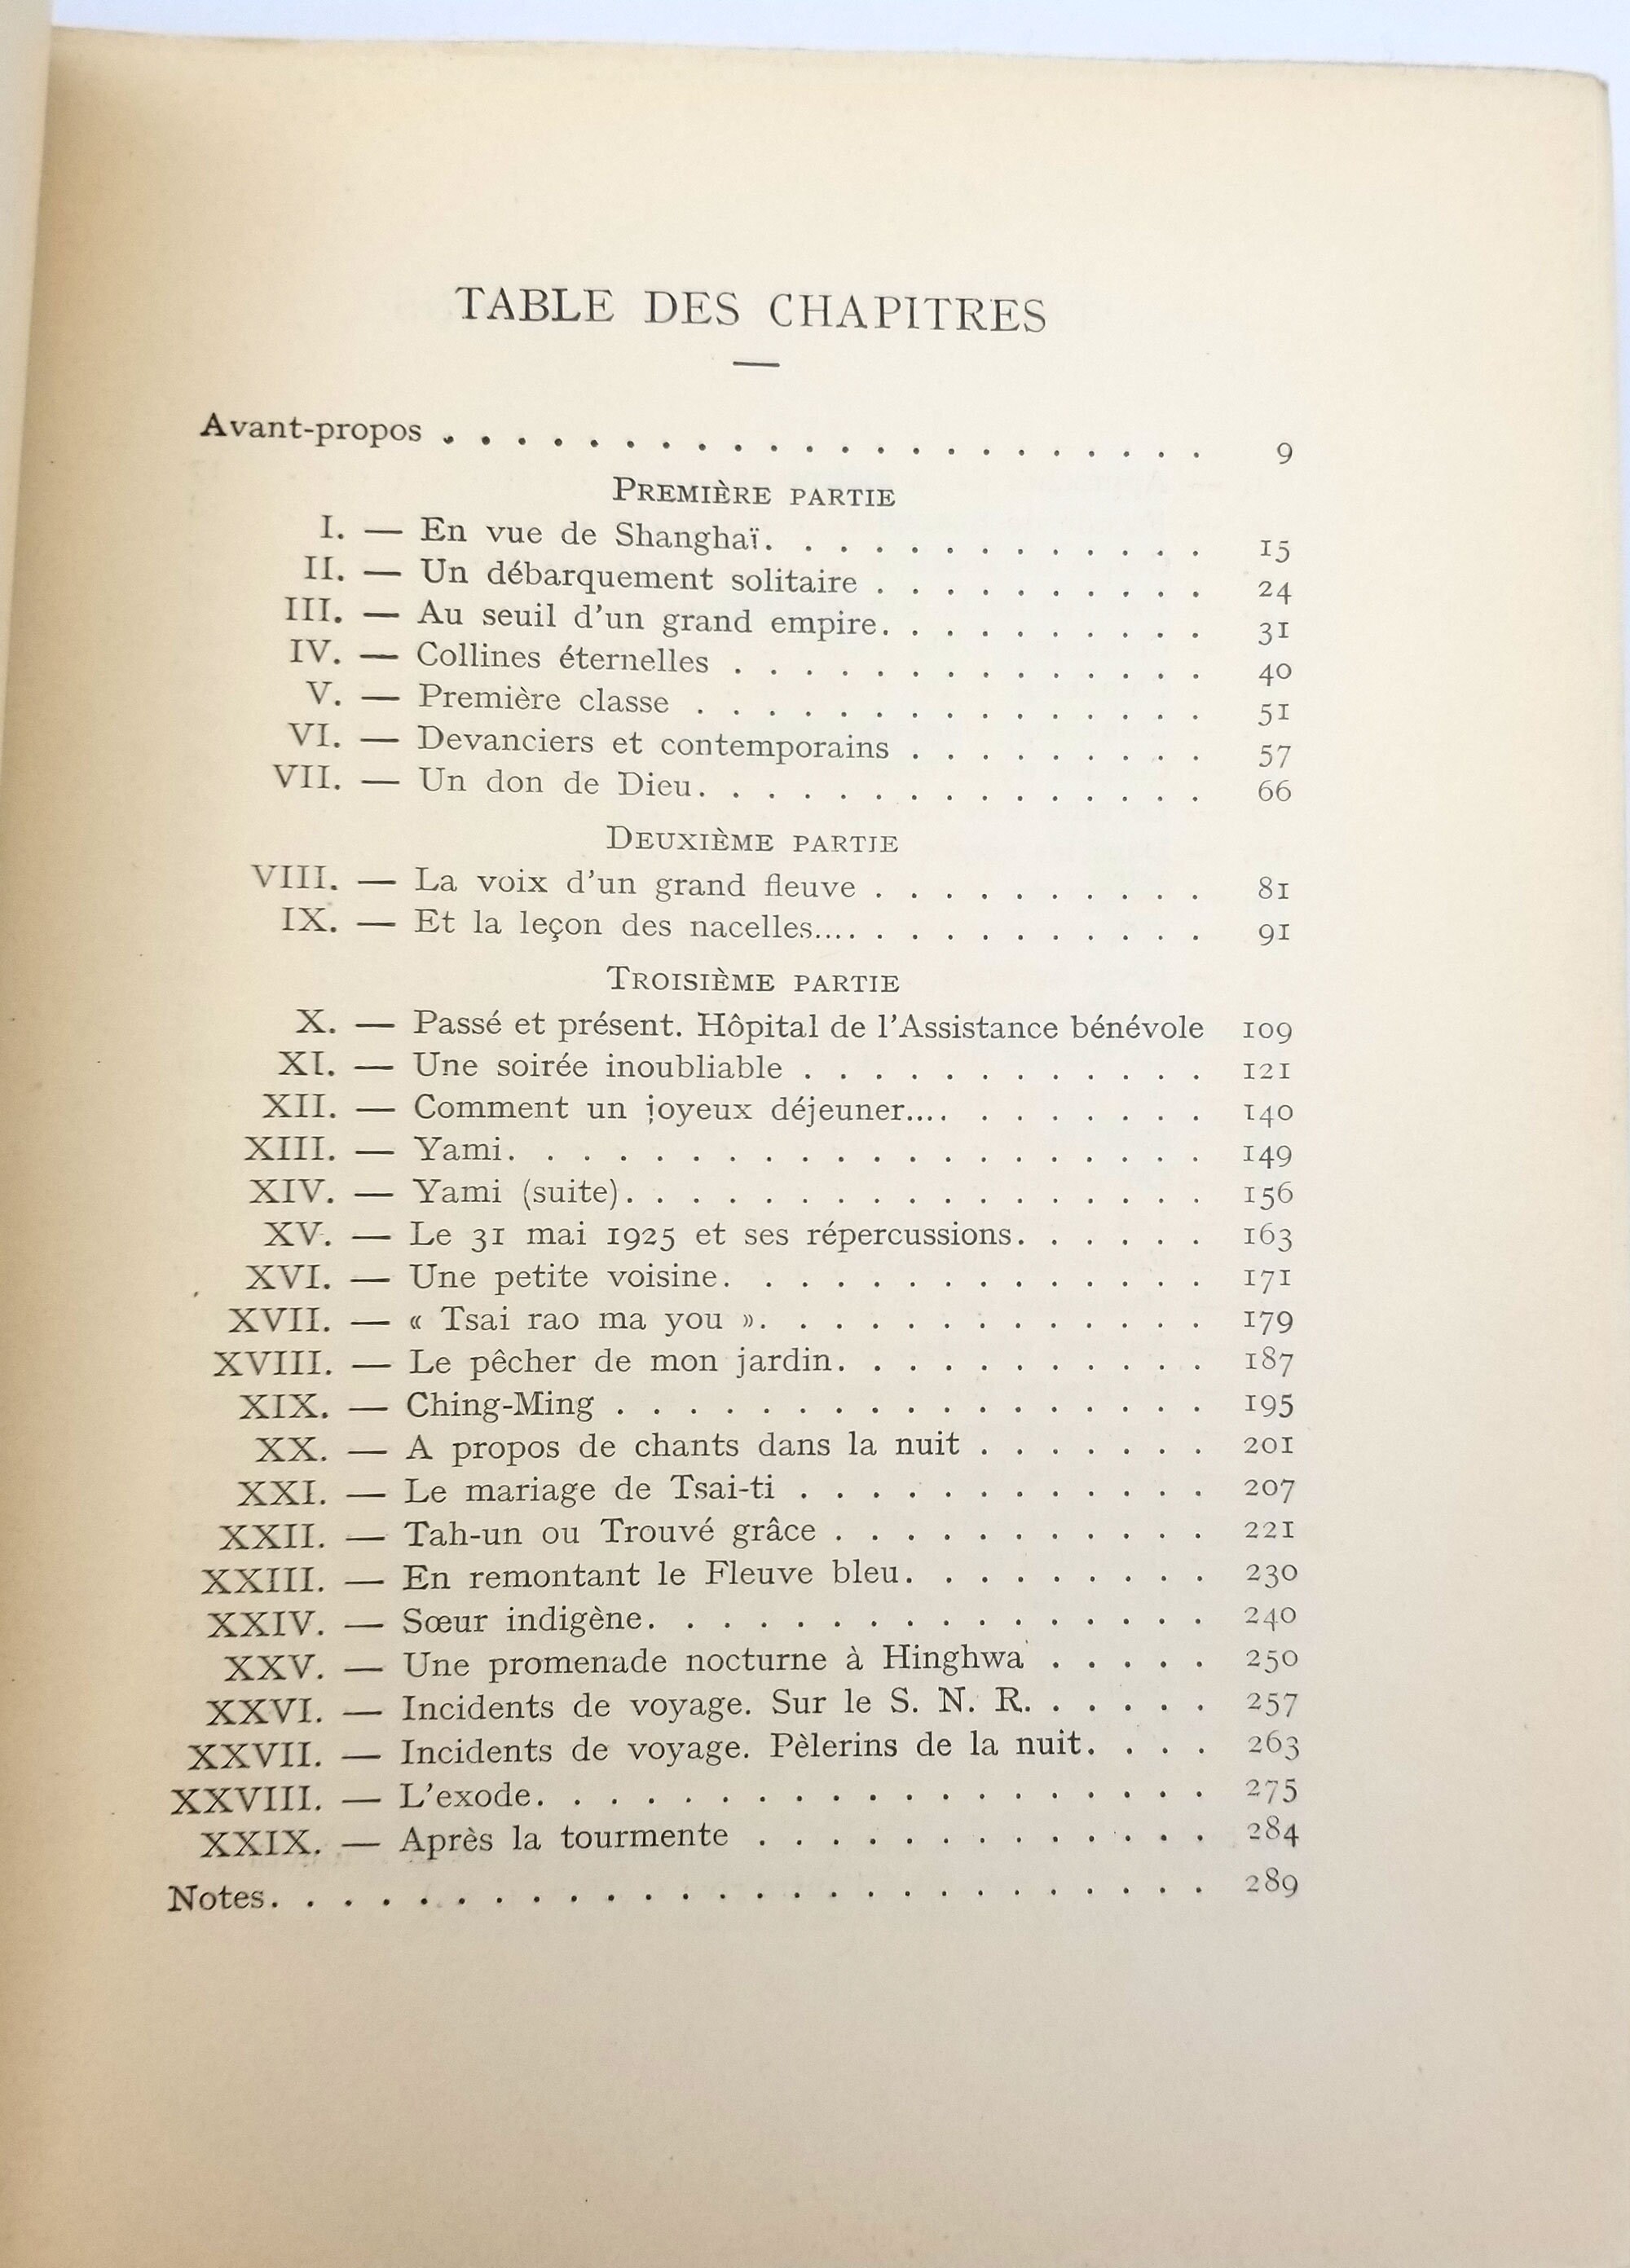 TABLE DES CHAPITRES
Avant-propos . . . . . . . . . . . . . . . . . . . . . . 9
PREMIÈRE PARTIE
I. — En vue de Shanghaï. . . . . . . . . . . . . 15
II. — Un débarquement solitaire . . . . . . . . . . 24
III. — Au seuil d'un grand empire. . . . . . . . . . 31
IV. — Collines éternelles . . . . . . . . . . . . . . 40
V. — Première classe . . . . . . . . . . . . . . . 51
VI. — Devanciers et contemporains . . . . . . . . . 57
VII. — Un don de Dieu. . . . . . . . . . . . . . . 66
DEUXIÈME PARTIE
VIII. — La voix d'un grand fleuve . . . . . . . . . . 81
IX. — Et la leçon des nacelles... . . . . . . . . . . . 91
TROISIÈME PARTIE
X. — Passé et présent. Hôpital de l'Assistance bénévole 109
XI. — Une soirée inoubliable . . . . . . . . . . . . 121
XII. — Comment un joyeux déjeuner... . . . . . . . . 140
XIII. — Yami. . . . . . . . . . . . . . . . . . . . 149
XIV. — Yami (suite). . . . . . . . . . . . . . . . . 156
XV. — Le 31 mai 1925 et ses répercussions. . . . . . 163
XVI. — Une petite voisine. . . . . . . . . . . . . . 171
XVII. — « Tsai rao ma you ». . . . . . . . . . . . . 179
XVIII. — Le pêcher de mon jardin. . . . . . . . . . . 187
XIX. — Ching-Ming . . . . . . . . . . . . . . . . . 195
XX. — A propos de chants dans la nuit . . . . . . . 201
XXI. — Le mariage de Tsai-ti . . . . . . . . . . . . 207
XXII. — Tah-un ou Trouvé grâce . . . . . . . . . . . 221
XXIII. — En remontant le Fleuve bleu. . . . . . . . . 230
XXIV. — Sœur indigène. . . . . . . . . . . . . . . . 240
XXV. — Une promenade nocturne à Hinghwa . . . . . 250
XXVI. — Incidents de voyage. Sur le S. N. R. . . . . . 257
XXVII. — Incidents de voyage. Pèlerins de la nuit. . . . 263
XXVIII. — L'exode. . . . . . . . . . . . . . . . . . . 275
XXIX. — Après la tourmente . . . . . . . . . . . . . 284
Notes. . . . . . . . . . . . . . . . . . . . . . . . . . 289